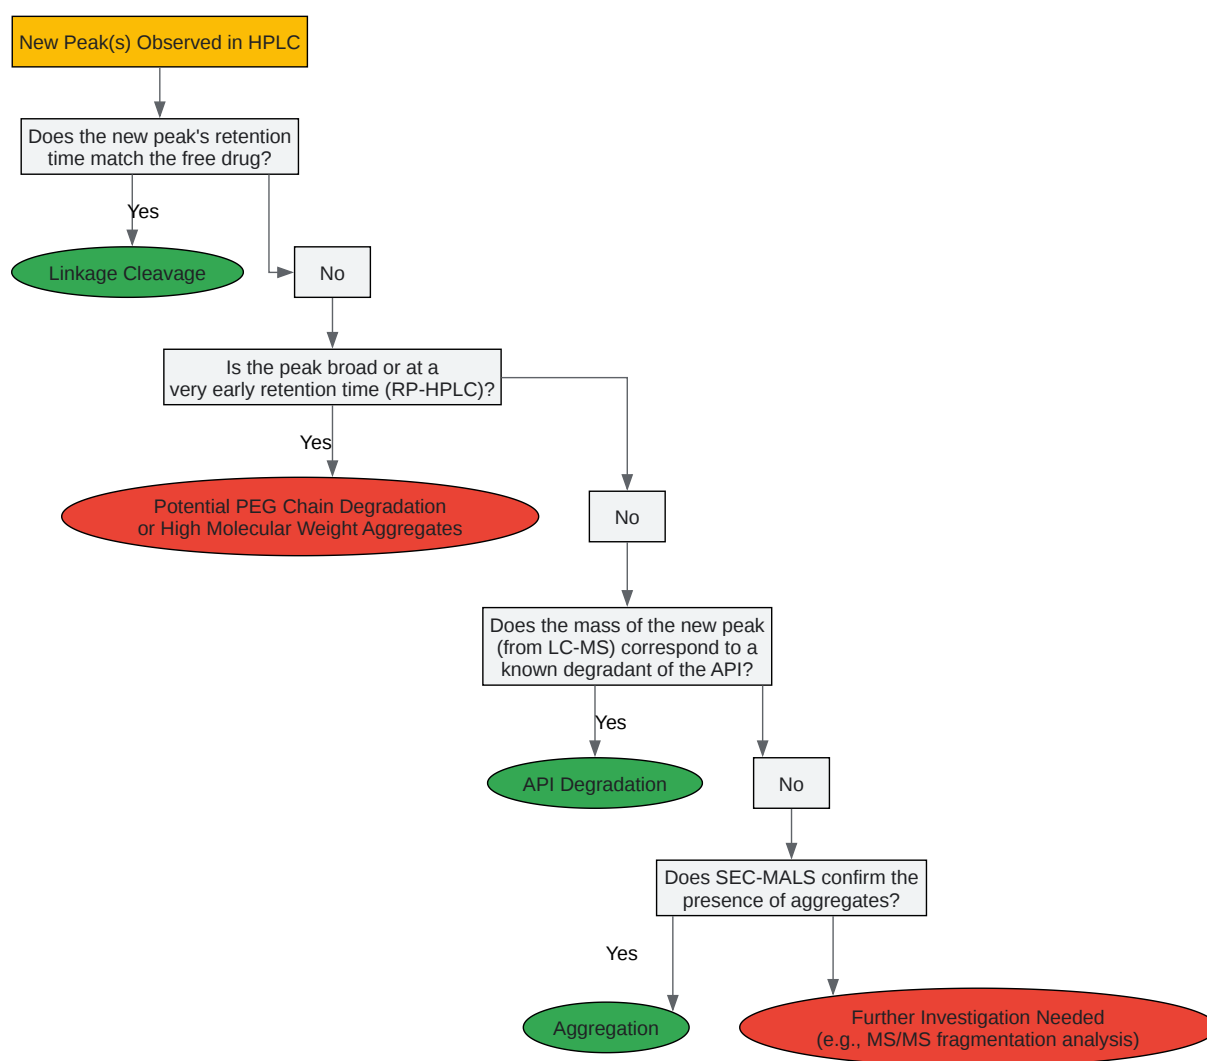 New Peak(s) Observed in HPLC
Does the new peak's retention
time match the free drug?
Yes
Linkage Cleavage
No
Is the peak broad or at a
very early retention time (RP-HPLC)?
Yes
Potential PEG Chain Degradation
or High Molecular Weight Aggregates
No
Does the mass of the new peak
(from LC-MS) correspond to a
known degradant of the API?
Yes
API Degradation
No
Does SEC-MALS confirm the
presence of aggregates?
Yes
Aggregation
Further Investigation Needed
(e.g., MS/MS fragmentation analysis)